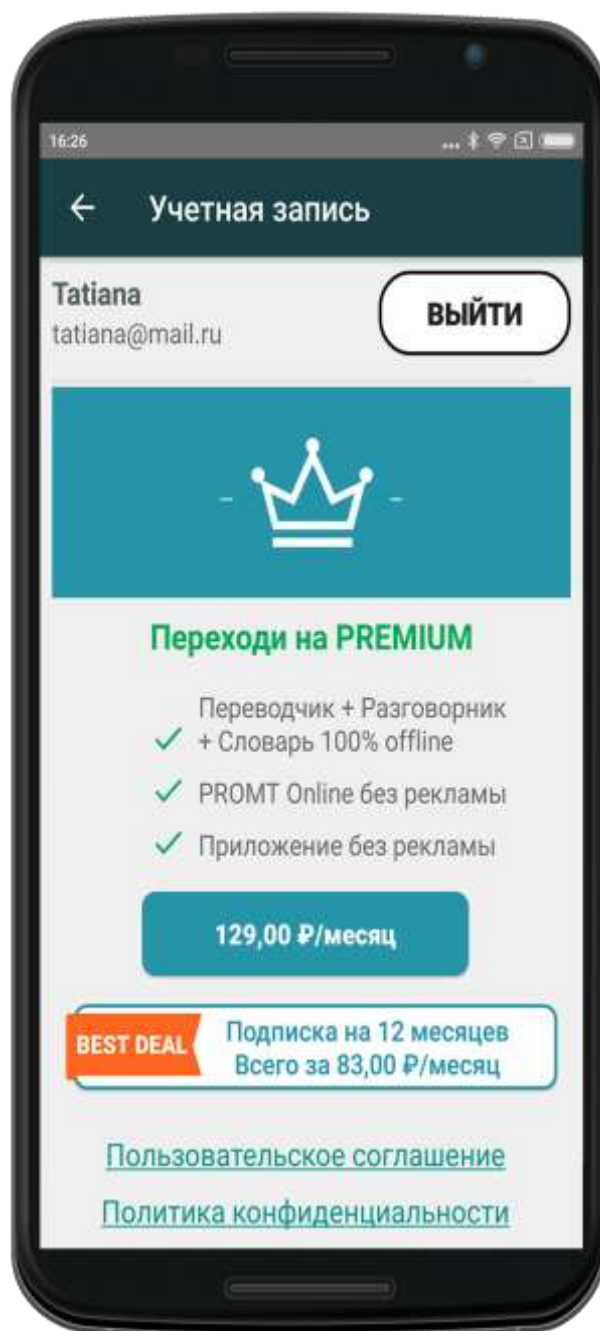 16:26
Учетная запись
Tatiana
tatiana@mail.ru
ВЫЙТИ
Переходи на PREMIUM
Переводчик + Разговорник
+ Словарь 100% offline
PROMT Online без рекламы
Приложение без рекламы
129,00 ₽/месяц
BEST DEAL
Подписка на 12 месяцев
Всего за 83,00 ₽/месяц
Пользовательское соглашение
Политика конфиденциальности